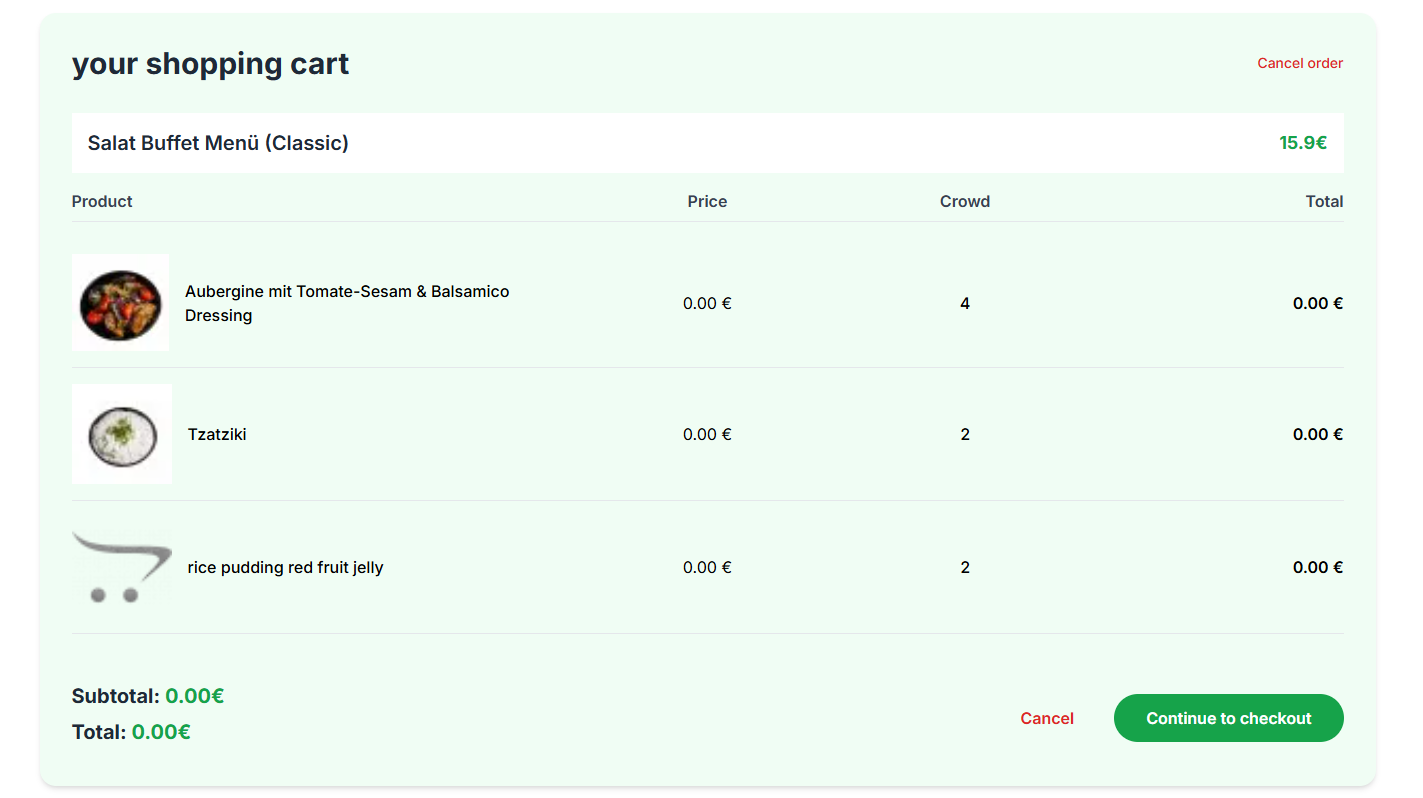 your shopping cart
Cancel order
Salat Buffet Menü (Classic)
15.9€
Product Price Crowd Total
Aubergine mit Tomate-Sesam & Balsamico
Dressing
0.00 € 4 0.00 €
Tzatziki 0.00 € 2 0.00 €
rice pudding red fruit jelly 0.00 € 2 0.00 €
Subtotal: 0.00€
Total: 0.00€
Cancel Continue to checkout